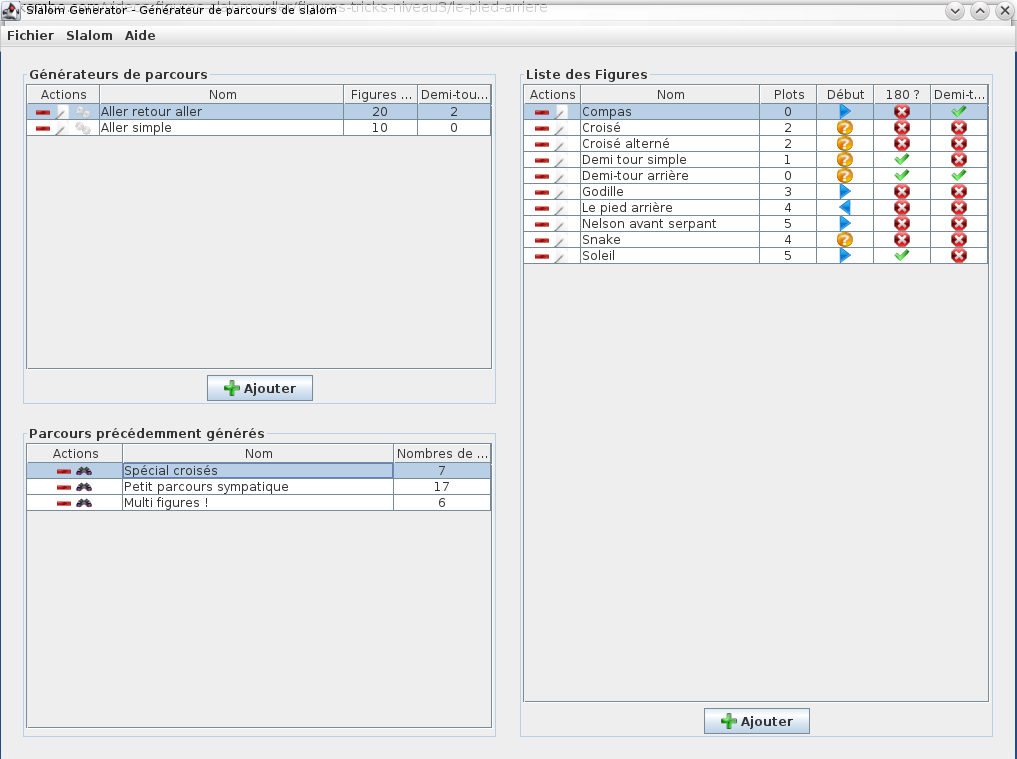 Slalom Generator - Générateur de parcours de slalom
Fichier Slalom Aide
Générateurs de parcours
Actions Nom Figures ... Demi-tou...
Aller retour aller 20 2
Aller simple 10 0
Ajouter
Parcours précédemment générés
Actions Nom Nombres de ...
Spécial croisés 7
Petit parcours sympatique 17
Multi figures ! 6
Liste des Figures
Actions Nom Plots Début 180 ? Demi-t...
Compas 0
Croisé 2
Croisé alterné 2
Demi tour simple 1
Demi-tour arrière 0
Godille 3
Le pied arrière 4
Nelson avant serpant 5
Snake 4
Soleil 5
Ajouter